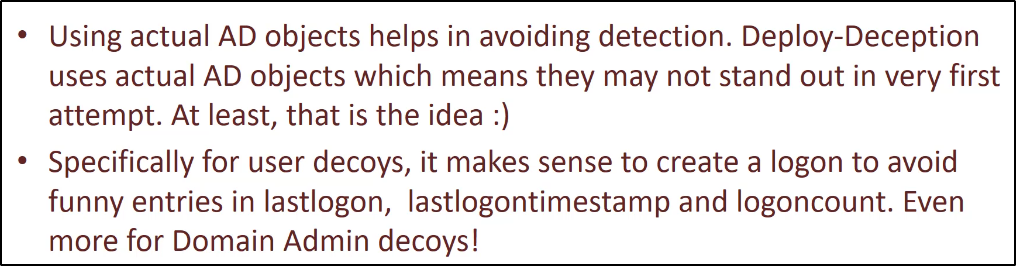 • Using actual AD objects helps in avoiding detection. Deploy-Deception
uses actual AD objects which means they may not stand out in very first
attempt. At least, that is the idea :)
• Specifically for user decoys, it makes sense to create a logon to avoid
funny entries in lastlogon,  lastlogontimestamp and logoncount. Even
more for Domain Admin decoys!